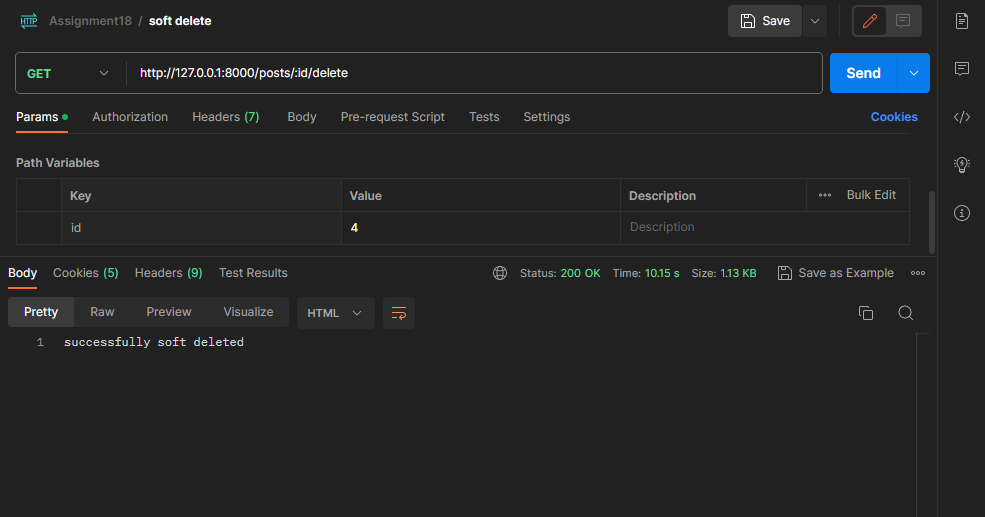 HTTP Assignment18 / soft delete Save
GET http://127.0.0.1:8000/posts/:id/delete Send
Params Authorization Headers (7) Body Pre-request Script Tests Settings Cookies
Path Variables
Key Value Description Bulk Edit
id 4 Description
Body Cookies (5) Headers (9) Test Results Status: 200 OK Time: 10.15 s Size: 1.13 KB Save as Example
Pretty Raw Preview Visualize HTML
1 successfully soft deleted